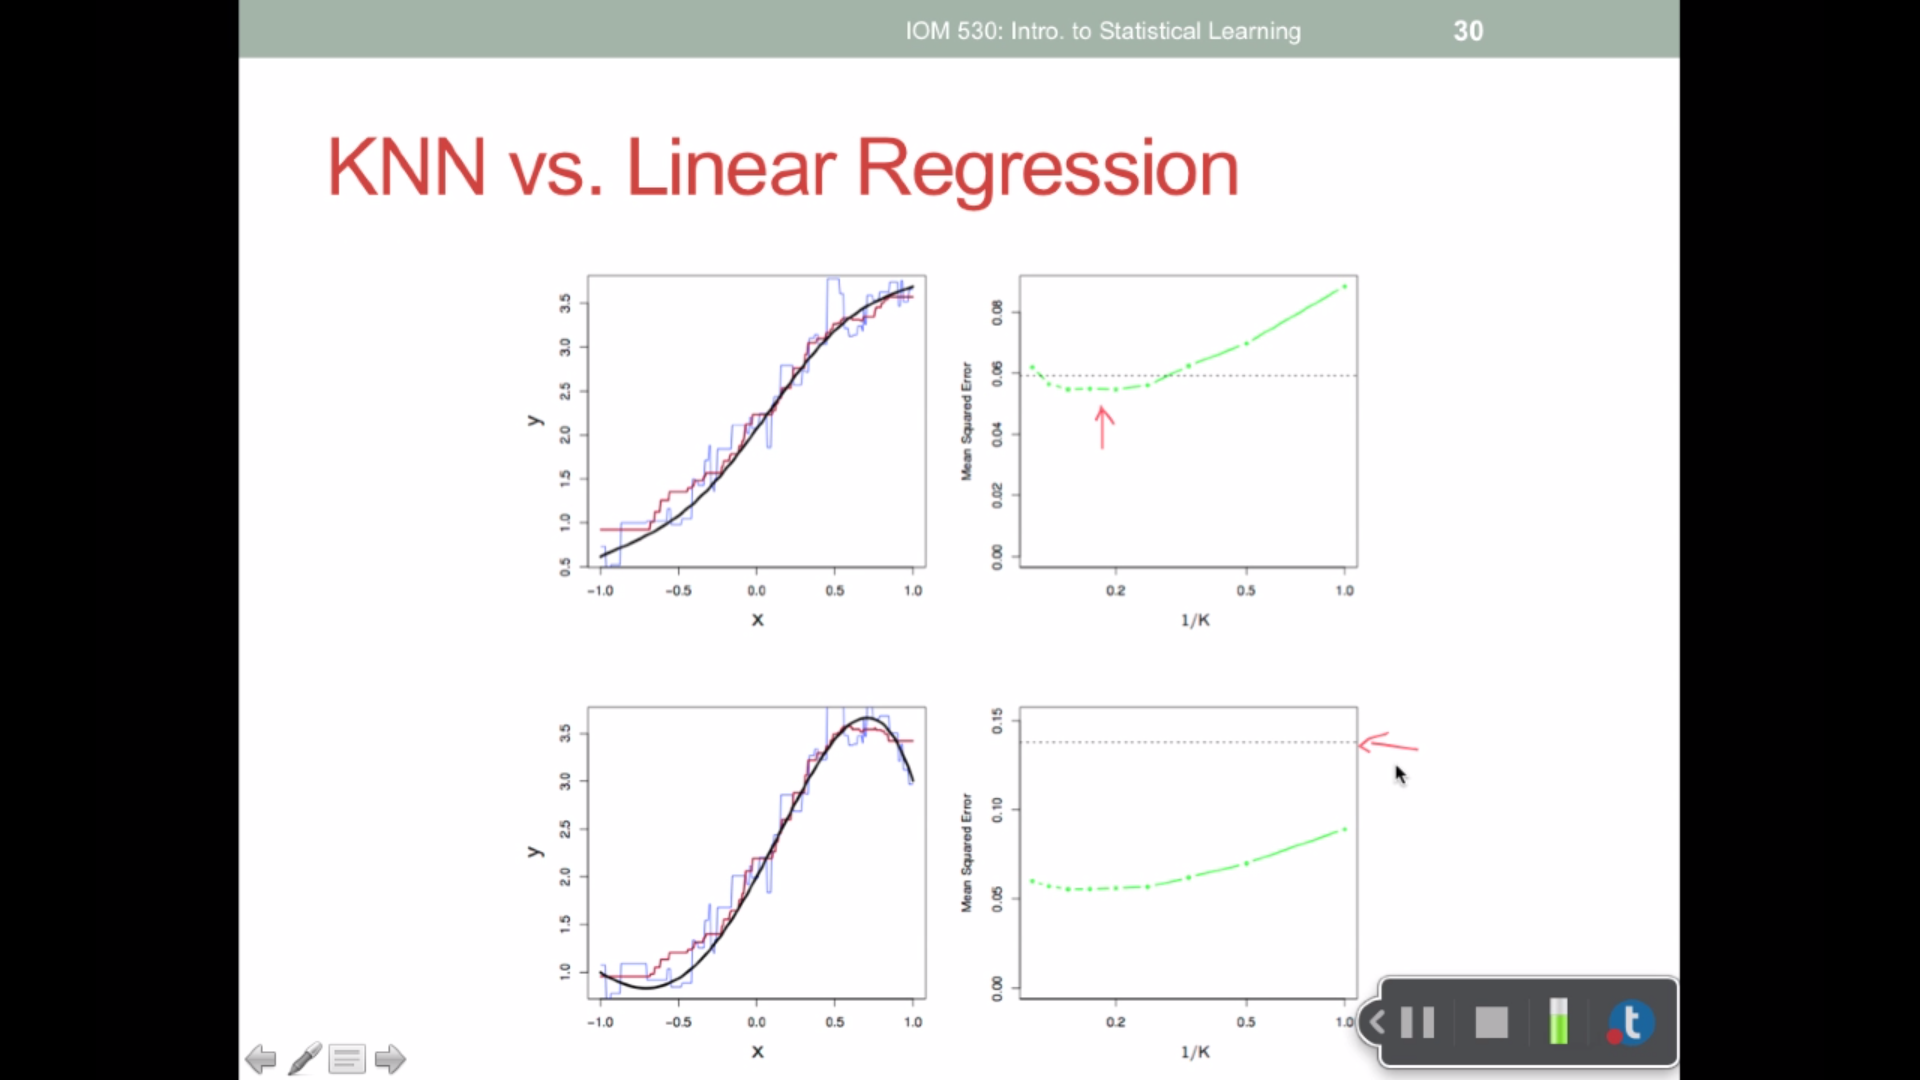 IOM 530: Intro. to Statistical Learning 30
KNN vs. Linear Regression
y
0.5 1.0 1.5 2.0 2.5 3.0 3.5
-1.0 -0.5 0.0 0.5 1.0
x
Mean Squared Error
0.00 0.02 0.04 0.06 0.08
0.2 0.5 1.0
1/K
y
1.0 1.5 2.0 2.5 3.0 3.5
-1.0 -0.5 0.0 0.5 1.0
x
Mean Squared Error
0.00 0.05 0.10 0.15
0.2 0.5 1.0
1/K
t